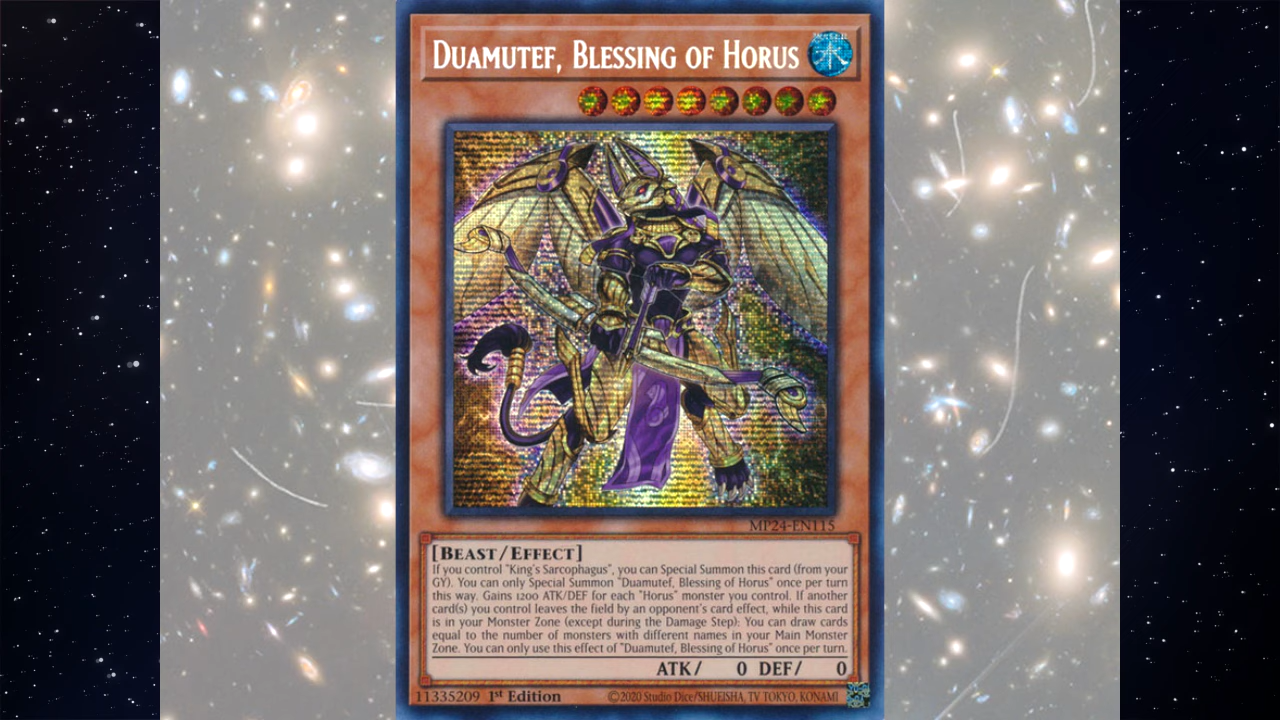 DUAMUTEF, BLESSING OF HORUS
WATER
水
MP24-EN115
[BEAST/EFFECT]
If you control "King's Sarcophagus", you can Special Summon this card (from your
GY). You can only Special Summon "Duamutef, Blessing of Horus" once per turn
this way. Gains 1200 ATK/DEF for each "Horus" monster you control. If another
card(s) you control leaves the field by an opponent's card effect, while this card
is in your Monster Zone (except during the Damage Step): You can draw cards
equal to the number of monsters with different names in your Main Monster
Zone. You can only use this effect of "Duamutef, Blessing of Horus" once per turn.
ATK/ 0 DEF/ 0
11335209 1st Edition ©2020 Studio Dice/SHUEISHA, TV TOKYO, KONAMI